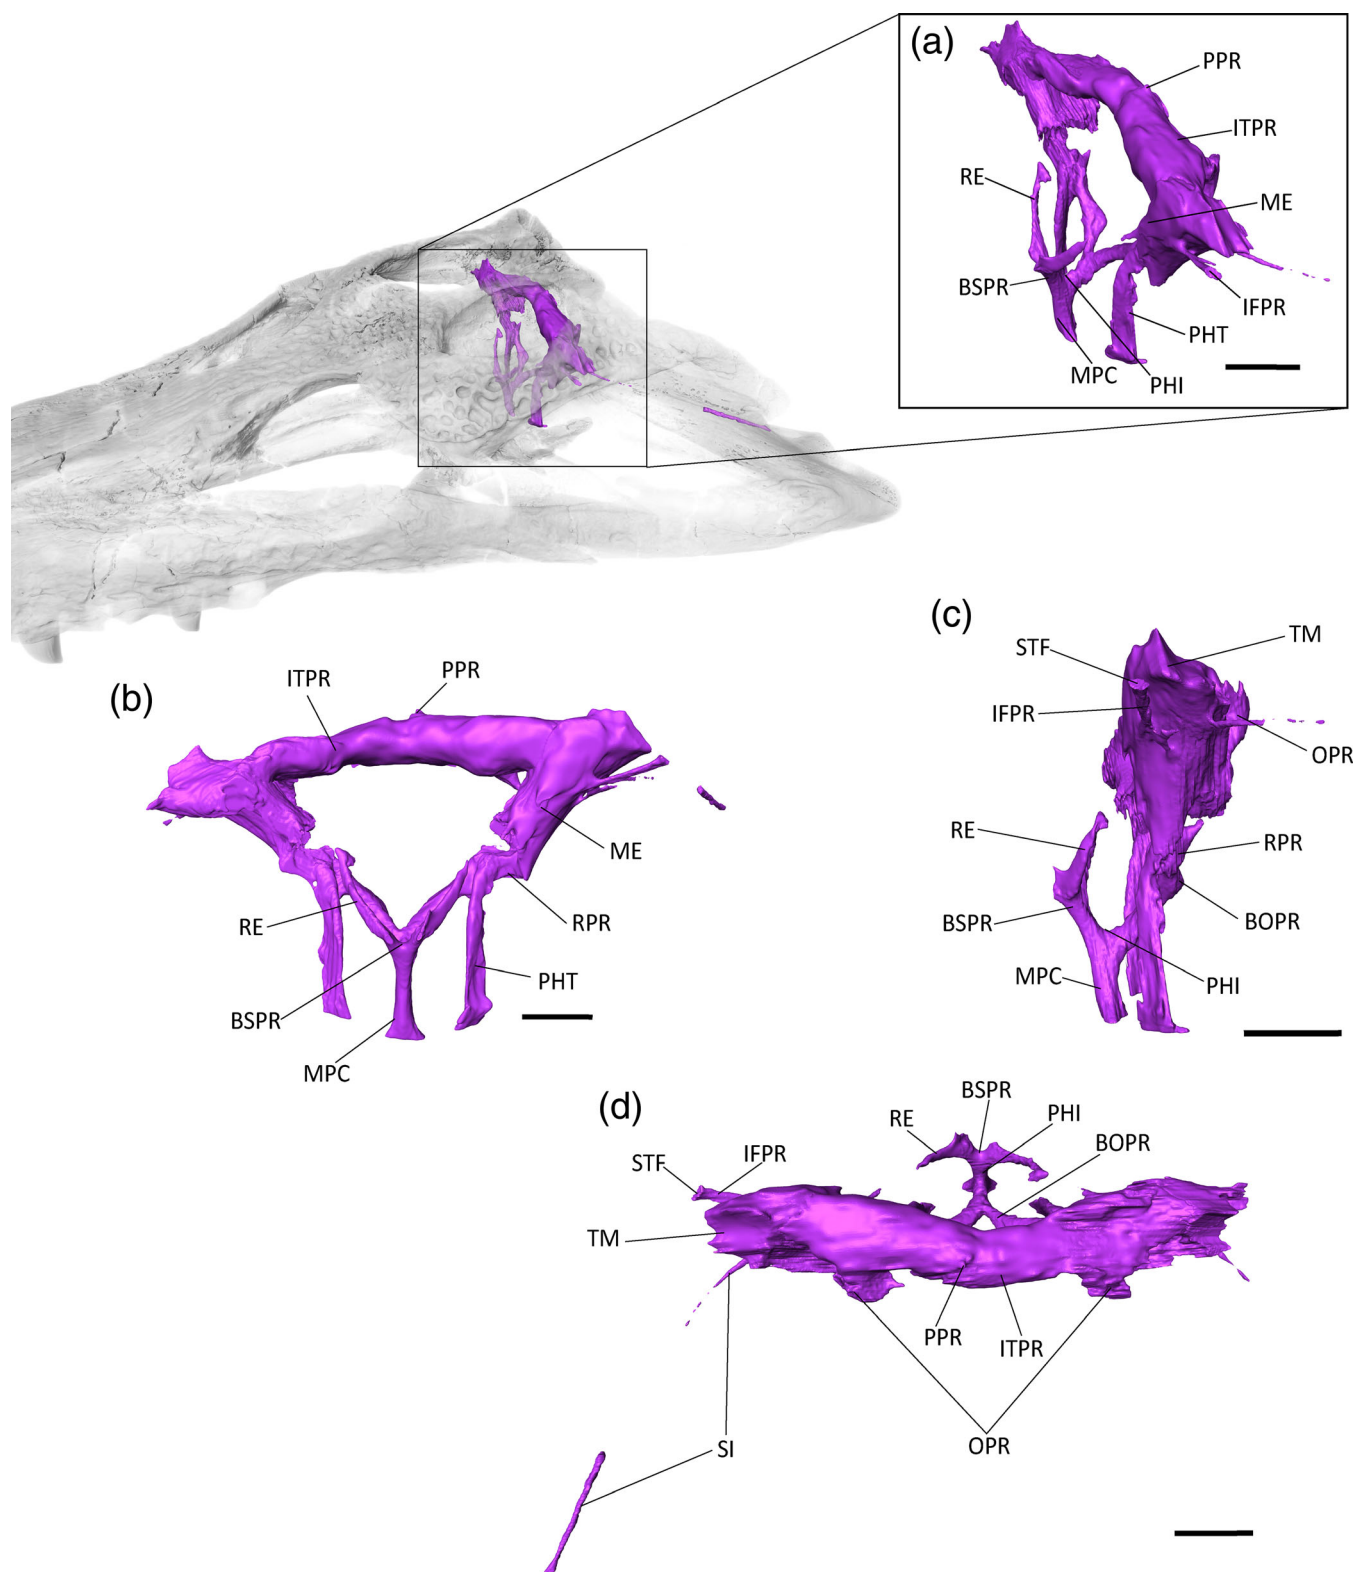 (a)
PPR
ITPR
RE
ME
BSPR
IFPR
PHT
MPC
PHI
(b)
ITPR
PPR
ME
RE
RPR
PHT
BSPR
MPC
(c)
STF
TM
IFPR
OPR
RE
RPR
BSPR
BOPR
MPC
PHI
(d)
BSPR
RE
PHI
STF
IFPR
BOPR
TM
PPR
ITPR
SI
OPR